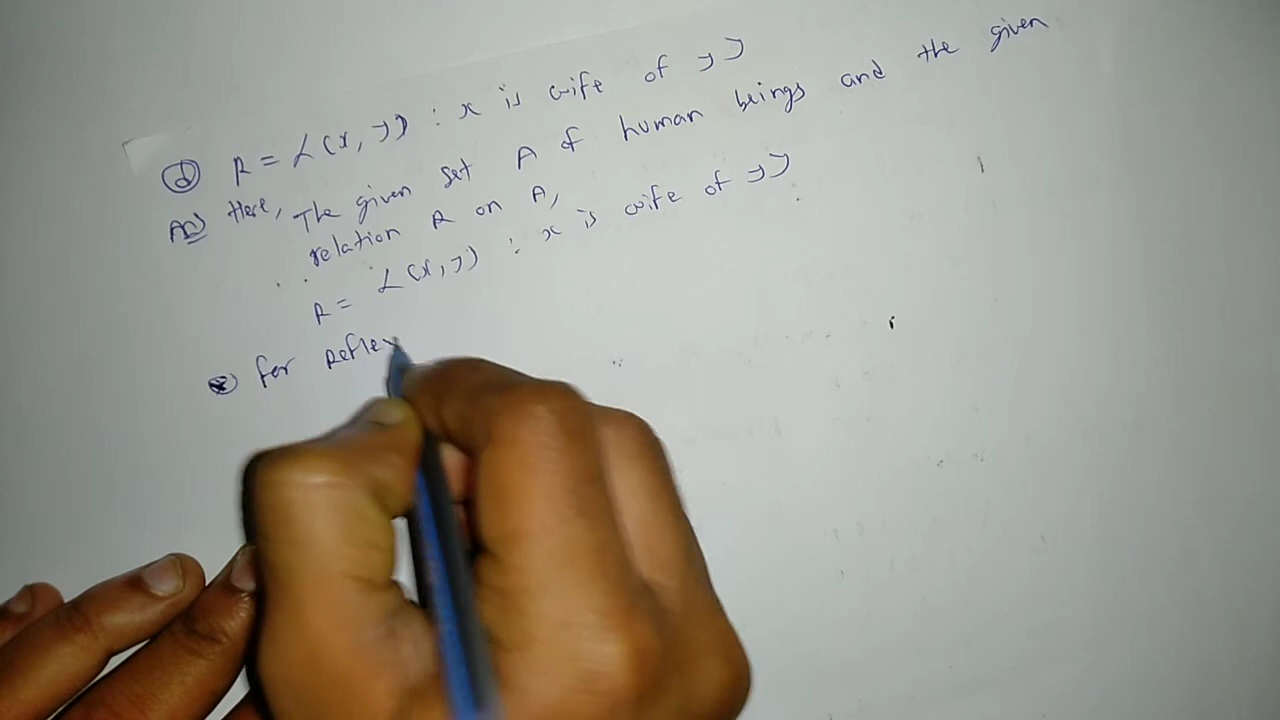 (d) R = {(x, y) : x is wife of y}
Ans Here, The given set A of human beings and the given
relation R on A,
R = {(x, y) : x is wife of y}
* for Reflex